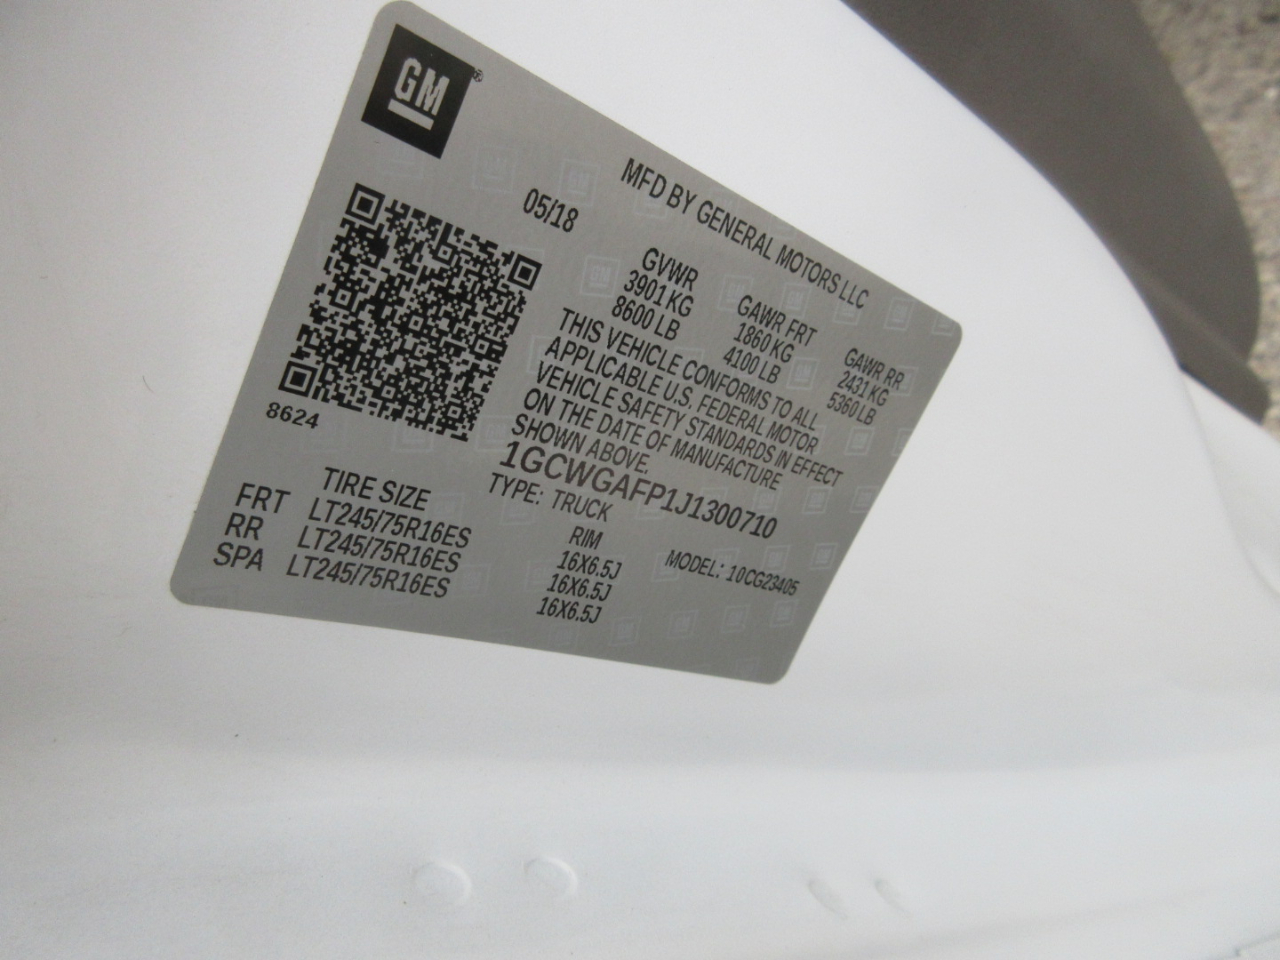 GM®
MFD BY GENERAL MOTORS LLC
05/18
GVWR GAWR FRT GAWR RR
3901 KG 1860 KG 2431 KG
8600 LB 4100 LB 5360 LB
THIS VEHICLE CONFORMS TO ALL
APPLICABLE U.S. FEDERAL MOTOR
VEHICLE SAFETY STANDARDS IN EFFECT
ON THE DATE OF MANUFACTURE
SHOWN ABOVE.
1GCWGAFP1J1300710
8624
TYPE: TRUCK MODEL: 10CG23405
TIRE SIZE RIM
FRT LT245/75R16ES 16X6.5J
RR LT245/75R16ES 16X6.5J
SPA LT245/75R16ES 16X6.5J